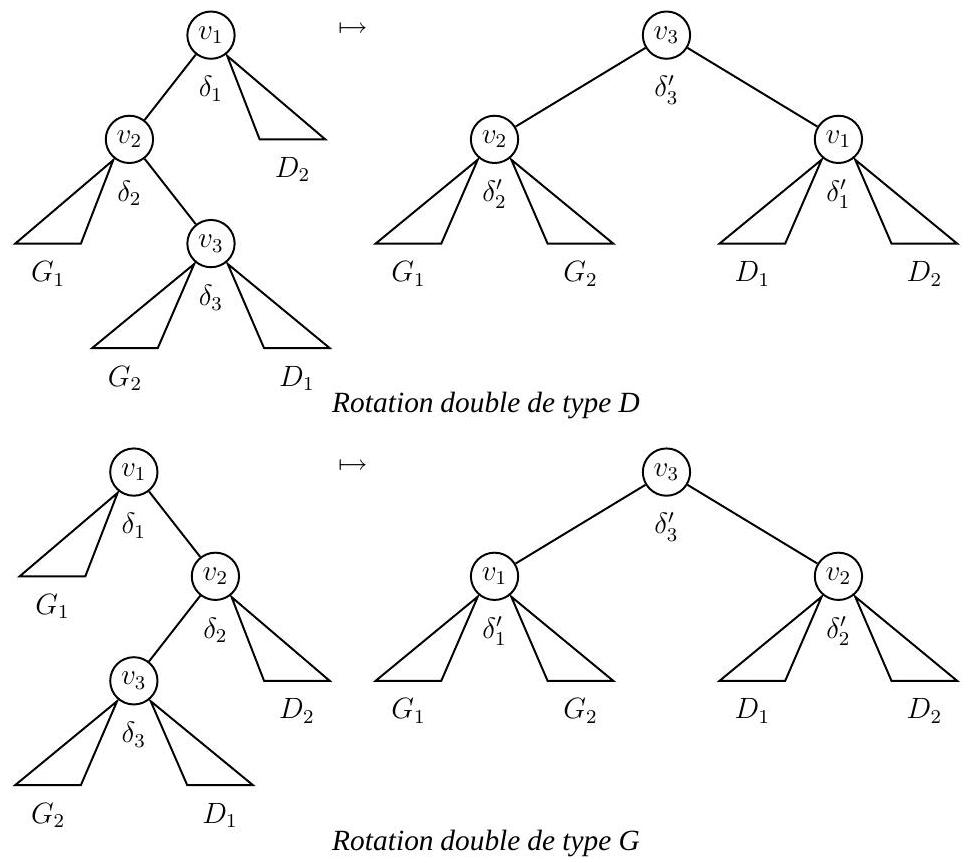 v₁ ↦ v₃
δ₁ δ′₃
v₂ D₂ v₂ v₁
δ₂ δ′₂ δ′₁
G₁ v₃ G₁ G₂ D₁ D₂
δ₃
G₂ D₁
Rotation double de type D
v₁ ↦ v₃
δ₁ δ′₃
G₁ v₂ v₁ v₂
δ₂ δ′₁ δ′₂
v₃ D₂ G₁ G₂ D₁ D₂
δ₃
G₂ D₁
Rotation double de type G